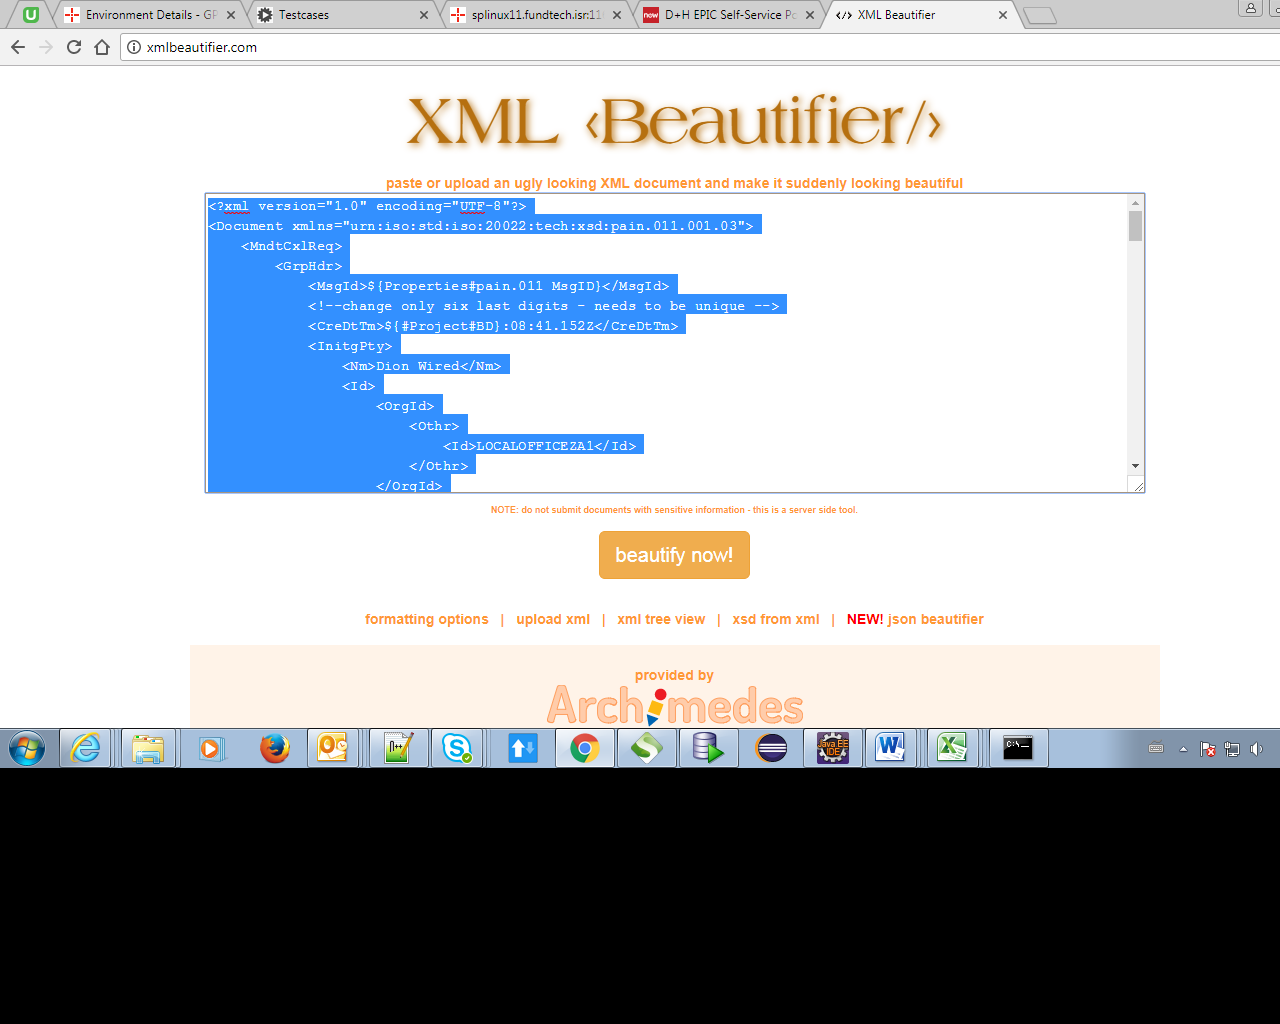 Environment Details - GP
Testcases
splinux11.fundtech.isr:11
D+H EPIC Self-Service Po
XML Beautifier
xmlbeautifier.com
XML <Beautifier/>
paste or upload an ugly looking XML document and make it suddenly looking beautiful
<?xml version="1.0" encoding="UTF-8"?>
<Document xmlns="urn:iso:std:iso:20022:tech:xsd:pain.011.001.03">
<MndtCxlReq>
<GrpHdr>
<MsgId>${Properties#pain.011 MsgID}</MsgId>
<!--change only six last digits - needs to be unique -->
<CreDtTm>${#Project#BD}:08:41.152Z</CreDtTm>
<InitgPty>
<Nm>Dion Wired</Nm>
<Id>
<OrgId>
<Othr>
<Id>LOCALOFFICEZA1</Id>
</Othr>
</OrgId>
NOTE: do not submit documents with sensitive information - this is a server side tool.
beautify now!
formatting options | upload xml | xml tree view | xsd from xml | NEW! json beautifier
provided by
Archimedes